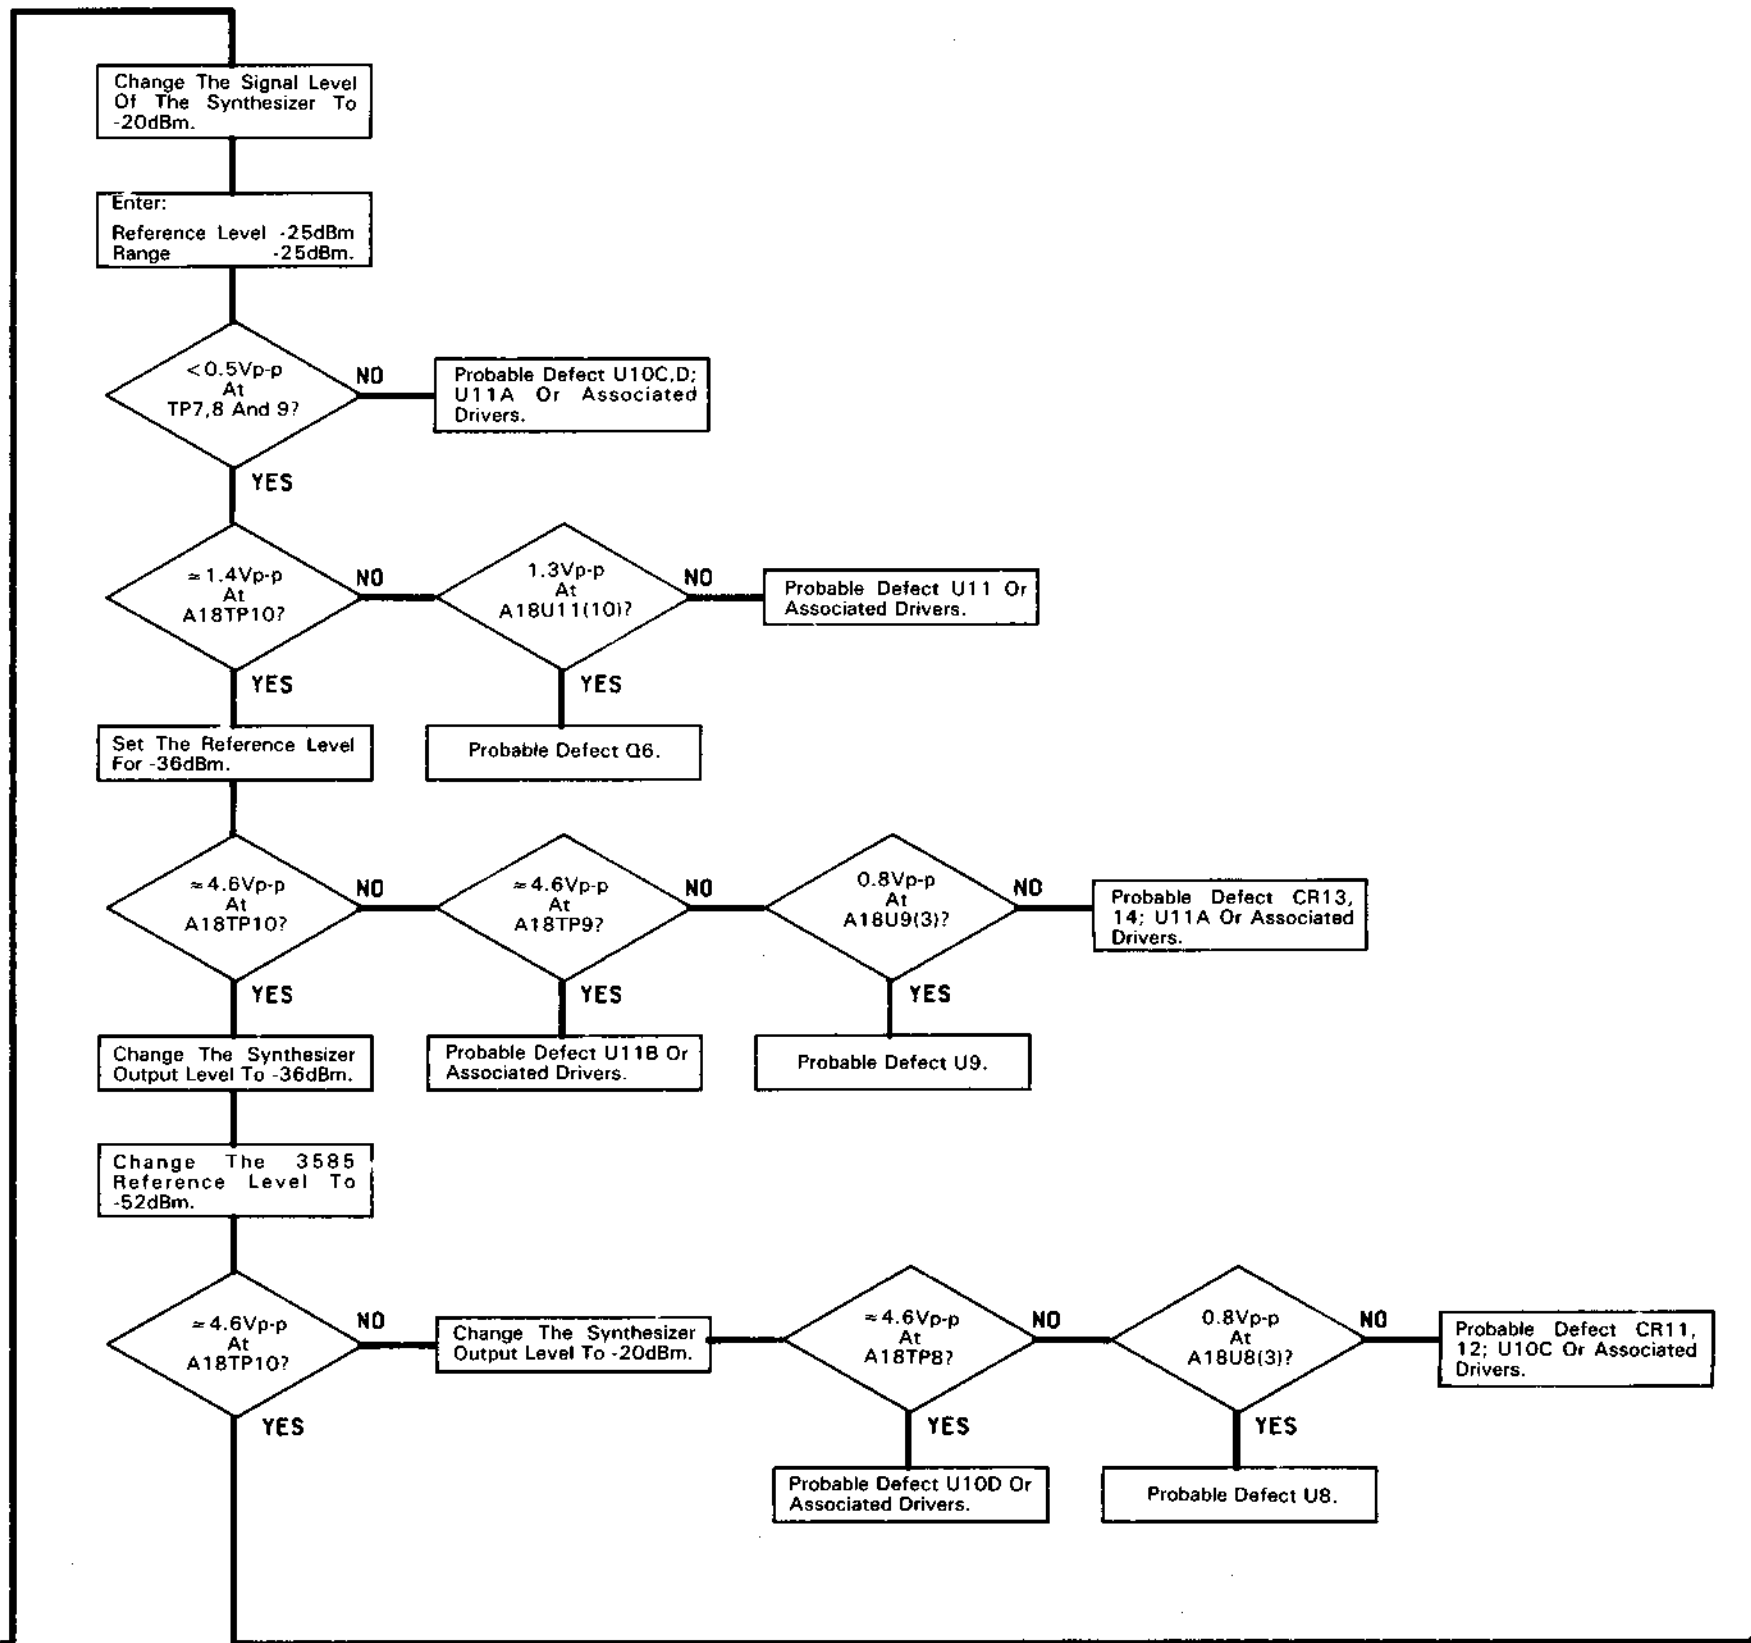 Change The Signal Level
Of The Synthesizer To
-20dBm.
Enter:
Reference Level -25dBm
Range -25dBm.
<0.5Vp-p
At
TP7,8 And 9?
NO
Probable Defect U10C,D;
U11A Or Associated
Drivers.
YES
≈1.4Vp-p
At
A18TP10?
NO
1.3Vp-p
At
A18U11(10)?
NO
Probable Defect U11 Or
Associated Drivers.
YES
YES
Set The Reference Level
For -36dBm.
Probable Defect Q6.
≈4.6Vp-p
At
A18TP10?
NO
≈4.6Vp-p
At
A18TP9?
NO
0.8Vp-p
At
A18U9(3)?
NO
Probable Defect CR13,
14; U11A Or Associated
Drivers.
YES
YES
YES
Change The Synthesizer
Output Level To -36dBm.
Probable Defect U11B Or
Associated Drivers.
Probable Defect U9.
Change The 3585
Reference Level To
-52dBm.
≈4.6Vp-p
At
A18TP10?
NO
Change The Synthesizer
Output Level To -20dBm.
≈4.6Vp-p
At
A18TP8?
NO
0.8Vp-p
At
A18U8(3)?
NO
Probable Defect CR11,
12; U10C Or Associated
Drivers.
YES
YES
YES
Probable Defect U10D Or
Associated Drivers.
Probable Defect U8.